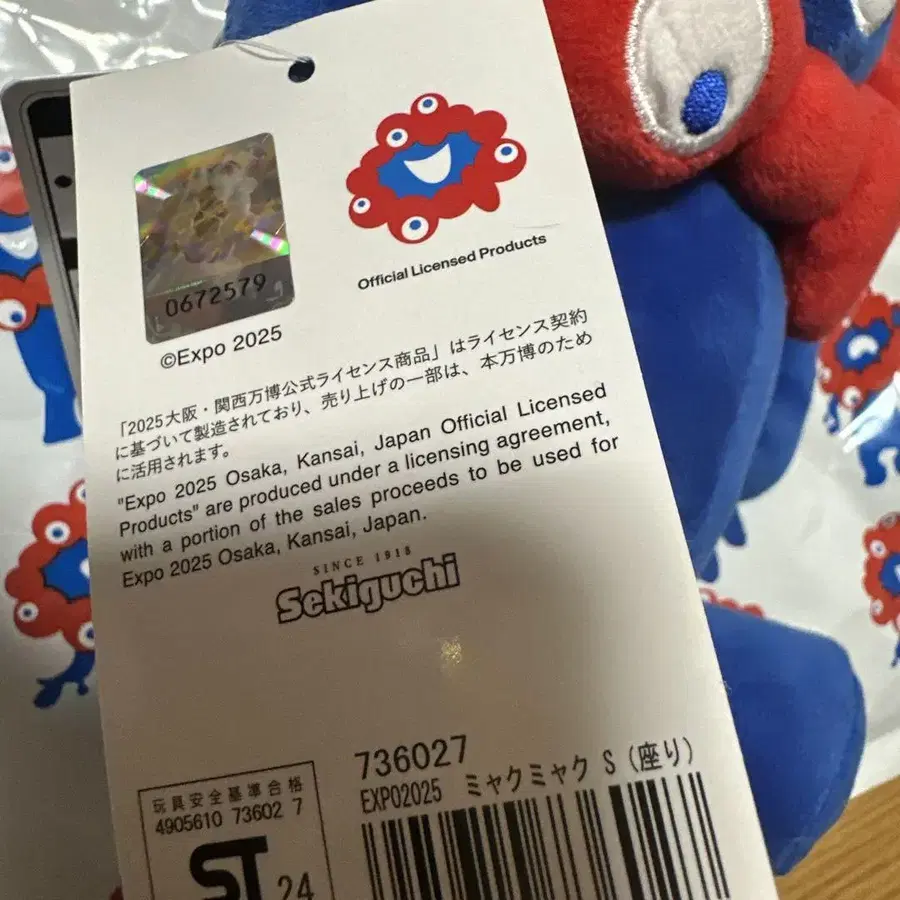 0672579
©Expo 2025
Official Licensed Products
「2025大阪・関西万博公式ライセンス商品」はライセンス契約
に基づいて製造されており、売り上げの一部は、本万博のため
に活用されます。
"Expo 2025 Osaka, Kansai, Japan Official Licensed
Products" are produced under a licensing agreement,
with a portion of the sales proceeds to be used for
Expo 2025 Osaka, Kansai, Japan.
SINCE 1918
Sekiguchi
736027
EXPO2025 ミャクミャク S（座り）
玩具安全基準合格
4905610 73602 7
ST 24